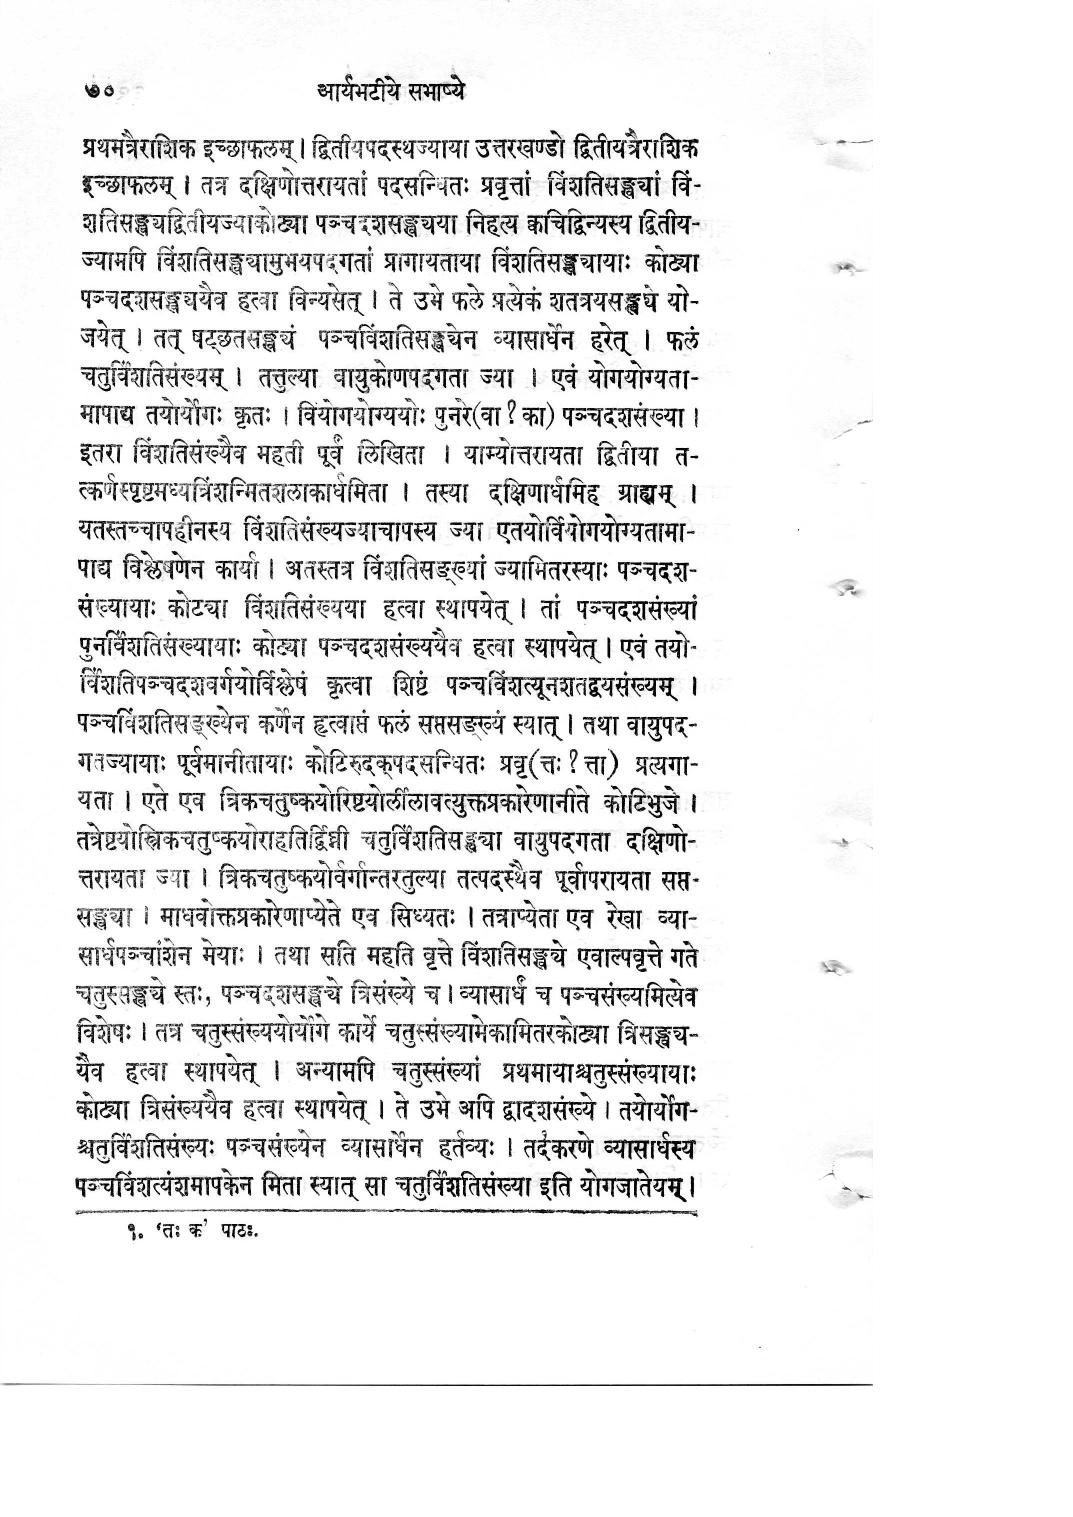 ७० आर्यभटीये सभाष्ये
प्रथमत्रैराशिक इच्छाफलम् । द्वितीयपदस्थज्याया उत्तरखण्डो द्वितीयत्रैराशिक
इच्छाफलम् । तत्र दक्षिणोत्तरायतां पदसन्धितः प्रवृत्तां विंशतिसङ्ख्यां विं-
शतिसङ्ख्यद्वितीयज्याकोट्या पञ्चदशसङ्ख्यया निहत्य क्वचिद्विन्यस्य द्वितीय-
ज्यामपि विंशतिसङ्ख्यामुभयपदगतां प्रागायताया विंशतिसङ्ख्यायाः कोट्या
पञ्चदशसङ्ख्ययैव हत्वा विन्यसेत् । ते उभे फले प्रत्येकं शतत्रयसङ्ख्ये यो-
जयेत् । तत् षट्छतसङ्ख्यं पञ्चविंशतिसङ्ख्येन व्यासार्धेन हरेत् । फलं
चतुर्विंशतिसंख्यम् । तत्तुल्या वायुकोणपदगता ज्या । एवं योगयोग्यता-
मापाद्य तयोर्योगः कृतः । वियोगयोग्ययोः पुनरे(वा ? का) पञ्चदशसंख्या ।
इतरा विंशतिसंख्यैव महती पूर्वं लिखिता । याम्योत्तरायता द्वितीया त-
त्कर्णस्पृष्टमध्यत्रिंशन्मितशलाकार्धमिता । तस्या दक्षिणार्धमिह ग्राह्यम् ।
यतस्तच्चापहीनस्य विंशतिसंख्यज्याचापस्य ज्या एतयोर्वियोगयोग्यतामा-
पाद्य विश्लेषणेन कार्या । अतस्तत्र विंशतिसङ्ख्यां ज्यामितरस्याः पञ्चदश-
संख्यायाः कोट्या विंशतिसंख्यया हत्वा स्थापयेत् । तां पञ्चदशसंख्यां
पुनर्विंशतिसंख्यायाः कोट्या पञ्चदशसंख्ययैव हत्वा स्थापयेत् । एवं तयो-
र्विंशतिपञ्चदशवर्गयोर्विश्लेषं कृत्वा शिष्टं पञ्चविंशत्यूनशतद्वयसंख्यम् ।
पञ्चविंशतिसङ्ख्येन कर्णेन हृत्वाप्तं फलं सप्तसङ्ख्यं स्यात् । तथा वायुपद-
गतज्यायाः पूर्वमानीतायाः कोटिरुदक्पदसन्धितः प्रवृ(त्तः ? त्ता) प्रत्यगा-
यता । एते एव त्रिकचतुष्कयोरिष्टयोर्लीलावत्युक्तप्रकारेणानीते कोटिभुजे ।
तत्रेष्टयोस्त्रिकचतुष्कयोराहतिर्द्विघ्नी चतुर्विंशतिसङ्ख्या वायुपदगता दक्षिणो-
त्तरायता ज्या । त्रिकचतुष्कयोर्वर्गान्तरतुल्या तत्पदस्थैव पूर्वापरायता सप्त-
सङ्ख्या । माधवोक्तप्रकारेणाप्येते एव सिध्यतः । तत्राप्येता एव रेखा व्या-
सार्धपञ्चांशेन मेयाः । तथा सति महति वृत्ते विंशतिसङ्ख्ये एवाल्पवृत्ते गते
चतुस्सङ्ख्ये स्तः, पञ्चदशसङ्ख्ये त्रिसंख्ये च । व्यासार्धं च पञ्चसंख्यमित्येव
विशेषः । तत्र चतुस्संख्ययोर्योगे कार्ये चतुस्संख्यामेकामितरकोट्या त्रिसङ्ख्य-
यैव हत्वा स्थापयेत् । अन्यामपि चतुस्संख्यां प्रथमायाश्चतुस्संख्यायाः
कोट्या त्रिसंख्ययैव हत्वा स्थापयेत् । ते उभे अपि द्वादशसंख्ये । तयोर्योग-
श्चतुर्विंशतिसंख्यः पञ्चसंख्येन व्यासार्धेन हर्तव्यः । तदंकरणे व्यासार्धस्य
पञ्चविंशत्यंशमापकेन मिता स्यात् सा चतुर्विंशतिसंख्या इति योगजातेयम् ।
१. 'तः क' पाठः.